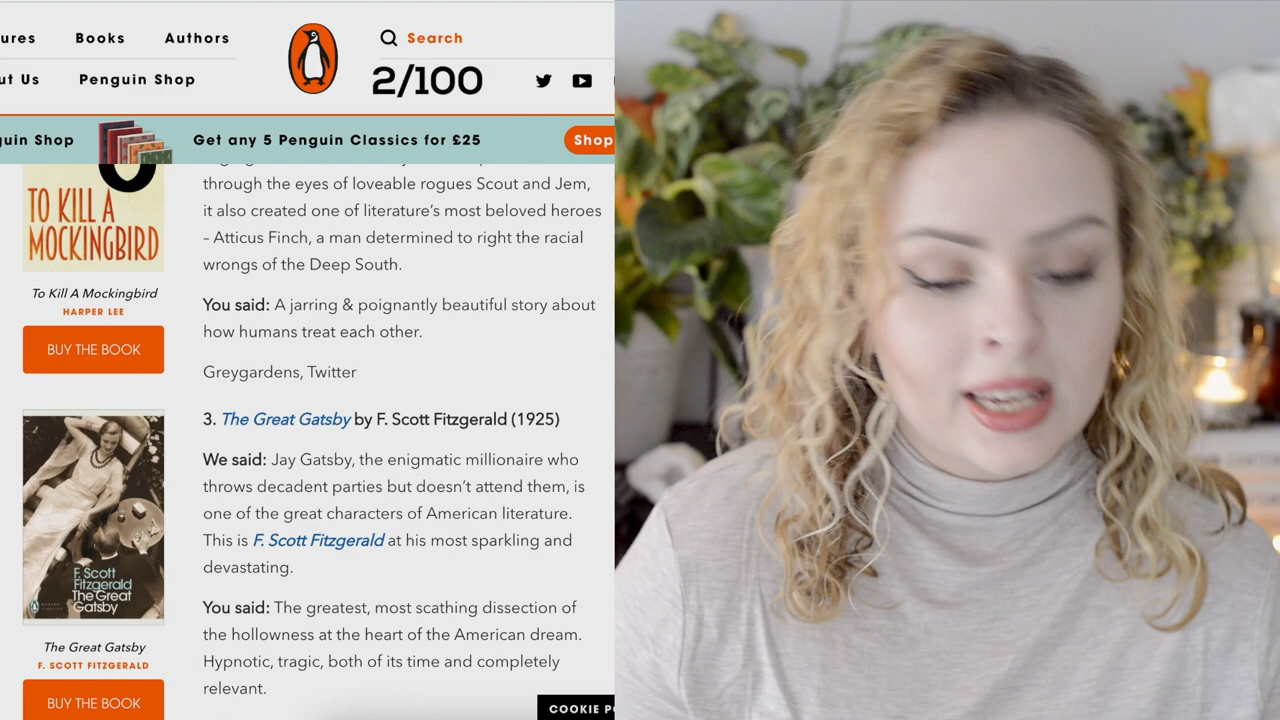 ures Books Authors
Search
ut Us Penguin Shop
2/100
guin Shop
Get any 5 Penguin Classics for £25
Shop
TO KILL A
MOCKINGBIRD
To Kill A Mockingbird
HARPER LEE
BUY THE BOOK
through the eyes of loveable rogues Scout and Jem,
it also created one of literature's most beloved heroes
– Atticus Finch, a man determined to right the racial
wrongs of the Deep South.
You said: A jarring & poignantly beautiful story about
how humans treat each other.
Greygardens, Twitter
3. The Great Gatsby by F. Scott Fitzgerald (1925)
We said: Jay Gatsby, the enigmatic millionaire who
throws decadent parties but doesn't attend them, is
one of the great characters of American literature.
This is F. Scott Fitzgerald at his most sparkling and
devastating.
You said: The greatest, most scathing dissection of
the hollowness at the heart of the American dream.
Hypnotic, tragic, both of its time and completely
relevant.
F. Scott
Fitzgerald
The Great
Gatsby
The Great Gatsby
F. SCOTT FITZGERALD
BUY THE BOOK
COOKIE PO